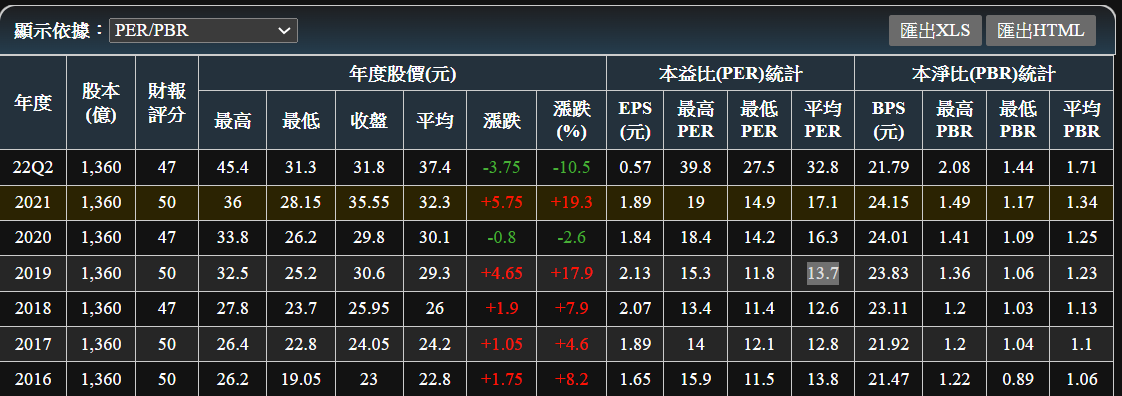 顯示依據：PER/PBR 匯出XLS 匯出HTML
年度 股本(億) 財報評分 年度股價(元) 本益比(PER)統計 本淨比(PBR)統計
最高 最低 收盤 平均 漲跌 漲跌(%) EPS(元) 最高PER 最低PER 平均PER BPS(元) 最高PBR 最低PBR 平均PBR
22Q2 1,360 47 45.4 31.3 31.8 37.4 -3.75 -10.5 0.57 39.8 27.5 32.8 21.79 2.08 1.44 1.71
2021 1,360 50 36 28.15 35.55 32.3 +5.75 +19.3 1.89 19 14.9 17.1 24.15 1.49 1.17 1.34
2020 1,360 47 33.8 26.2 29.8 30.1 -0.8 -2.6 1.84 18.4 14.2 16.3 24.01 1.41 1.09 1.25
2019 1,360 50 32.5 25.2 30.6 29.3 +4.65 +17.9 2.13 15.3 11.8 13.7 23.83 1.36 1.06 1.23
2018 1,360 47 27.8 23.7 25.95 26 +1.9 +7.9 2.07 13.4 11.4 12.6 23.11 1.2 1.03 1.13
2017 1,360 50 26.4 22.8 24.05 24.2 +1.05 +4.6 1.89 14 12.1 12.8 21.92 1.2 1.04 1.1
2016 1,360 50 26.2 19.05 23 22.8 +1.75 +8.2 1.65 15.9 11.5 13.8 21.47 1.22 0.89 1.06